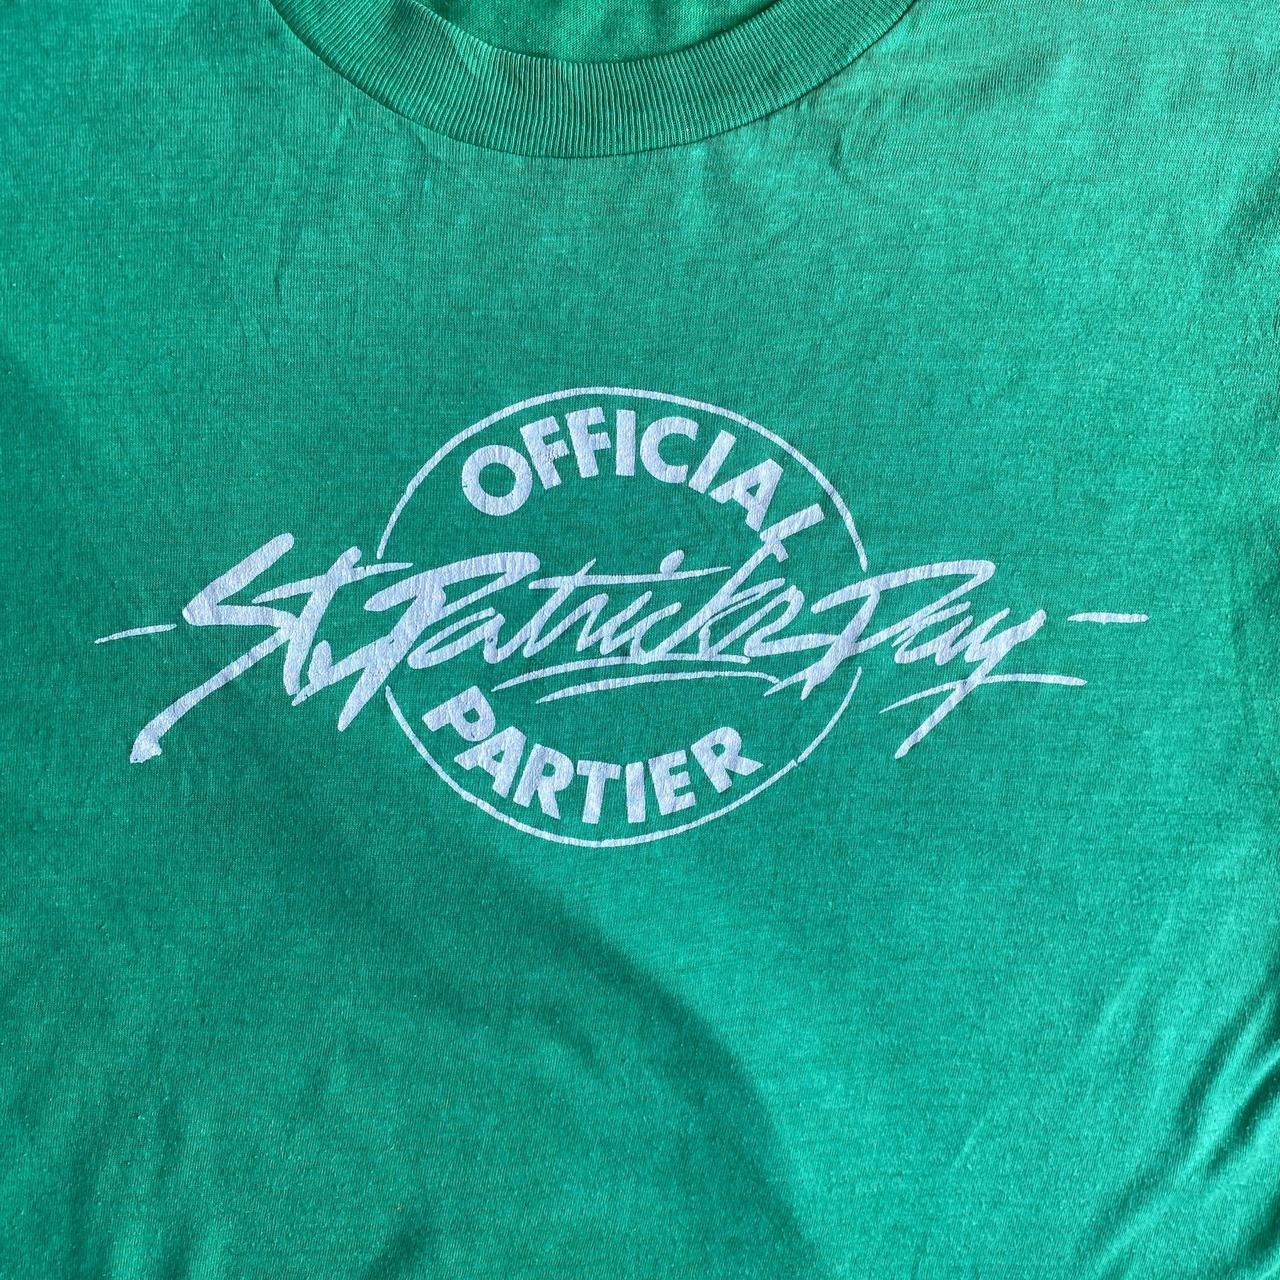 OFFICIAL
St. Patricks Day
PARTIER